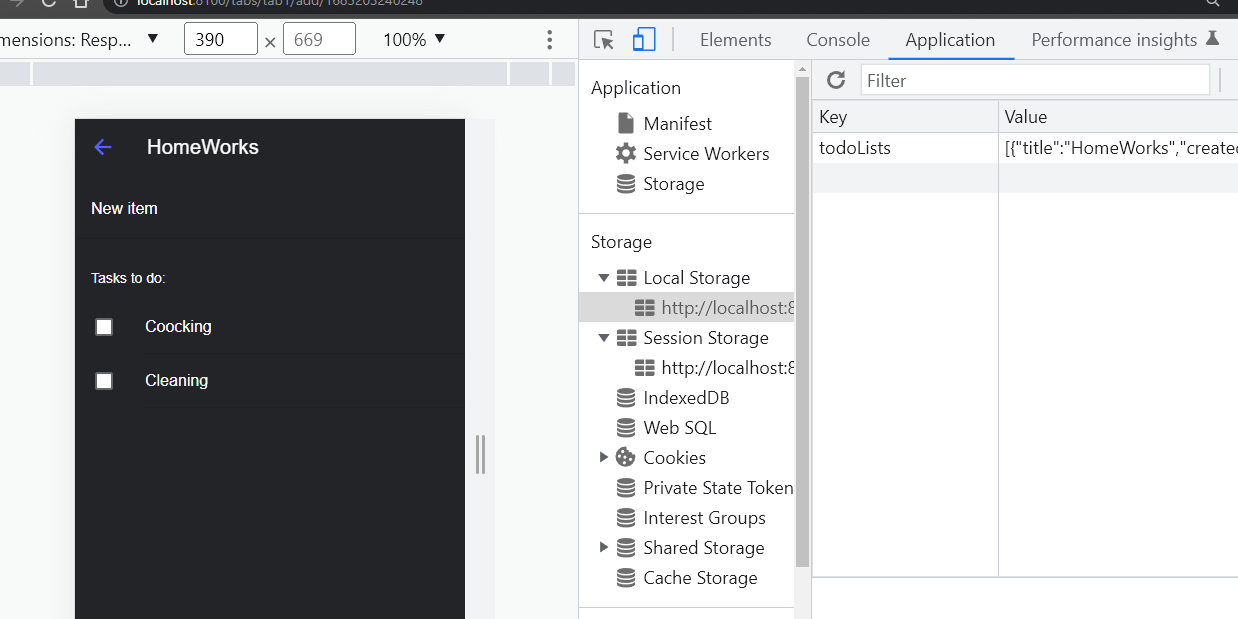 localhost:8100/tabs/tab1/add/1685203240248
mensions: Resp... ▼ 390 × 669 100% ▼
Elements Console Application Performance insights
HomeWorks
New item
Tasks to do:
Coocking
Cleaning
Application
Manifest
Service Workers
Storage
Storage
Local Storage
http://localhost:8
Session Storage
http://localhost:8
IndexedDB
Web SQL
Cookies
Private State Token
Interest Groups
Shared Storage
Cache Storage
Filter
Key Value
todoLists [{"title":"HomeWorks","create